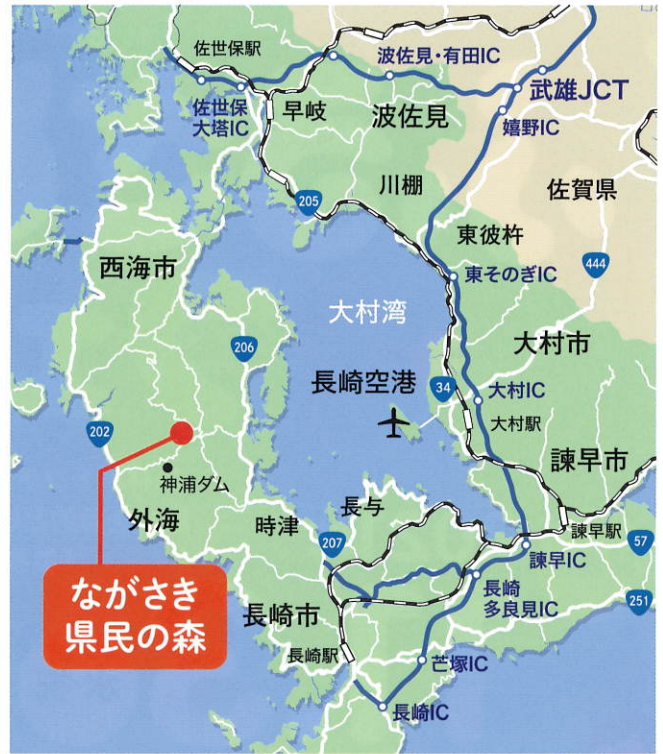 佐世保駅
波佐見・有田IC
武雄JCT
佐世保
大塔IC
早岐
波佐見
嬉野IC
川棚
佐賀県
205
東彼杵
444
西海市
東そのぎIC
大村湾
大村市
206
長崎空港
34
大村IC
大村駅
202
諫早市
神浦ダム
外海
時津
長与
207
諫早駅
57
諫早IC
ながさき
県民の森
長崎市
長崎
多良見IC
251
長崎駅
芒塚IC
長崎IC